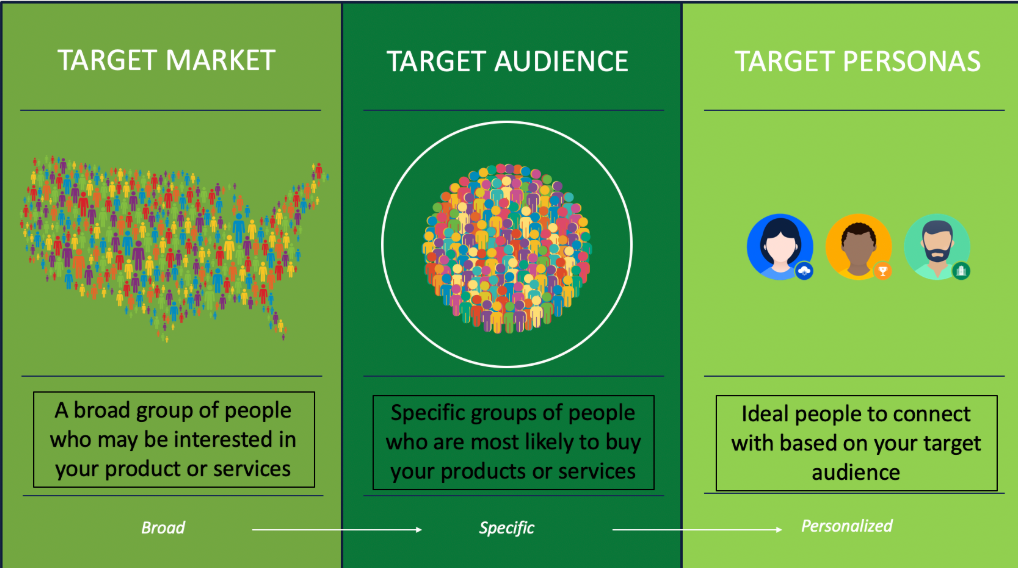 TARGET MARKET
A broad group of people
who may be interested in
your product or services
Broad
TARGET AUDIENCE
Specific groups of people
who are most likely to buy
your products or services
Specific
TARGET PERSONAS
Ideal people to connect
with based on your target
audience
Personalized